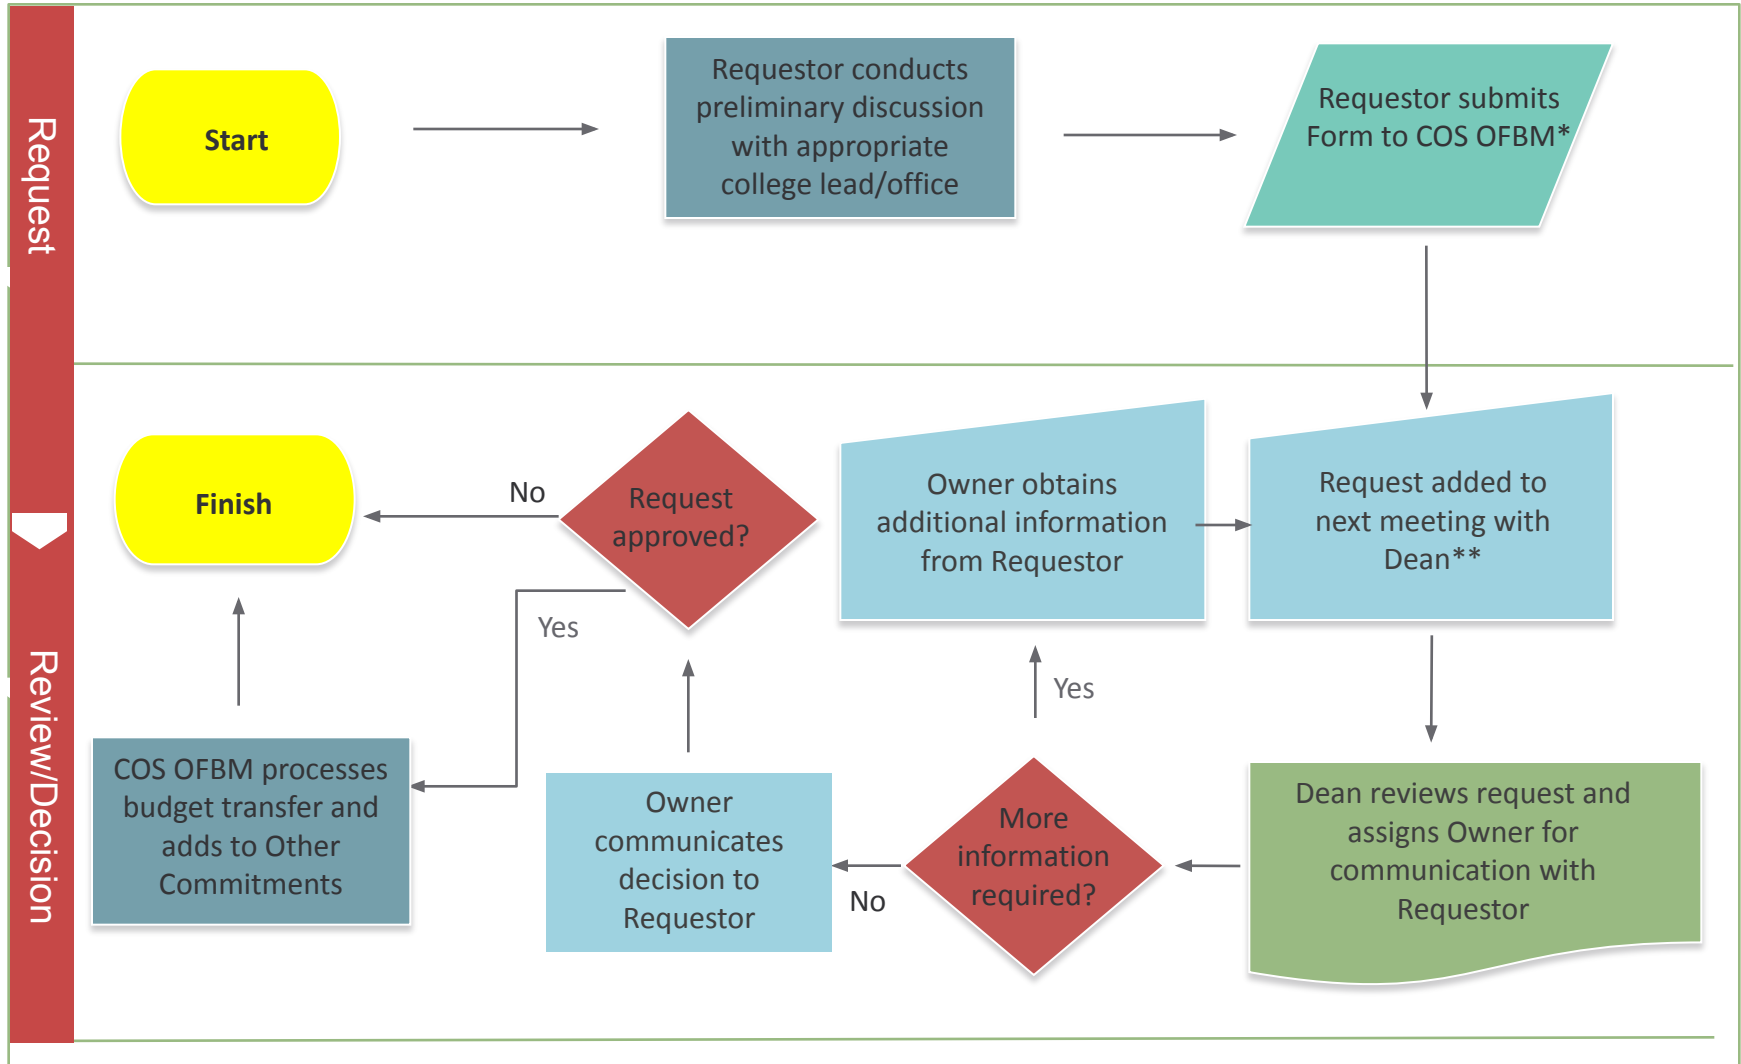 Request
Start
Requestor conducts
preliminary discussion
with appropriate
college lead/office
Requestor submits
Form to COS OFBM*
Review/Decision
Finish
No
Request
approved?
Yes
Owner obtains
additional information
from Requestor
Request added to
next meeting with
Dean**
Yes
COS OFBM processes
budget transfer and
adds to Other
Commitments
Owner
communicates
decision to
Requestor
No
More
information
required?
Dean reviews request and
assigns Owner for
communication with
Requestor